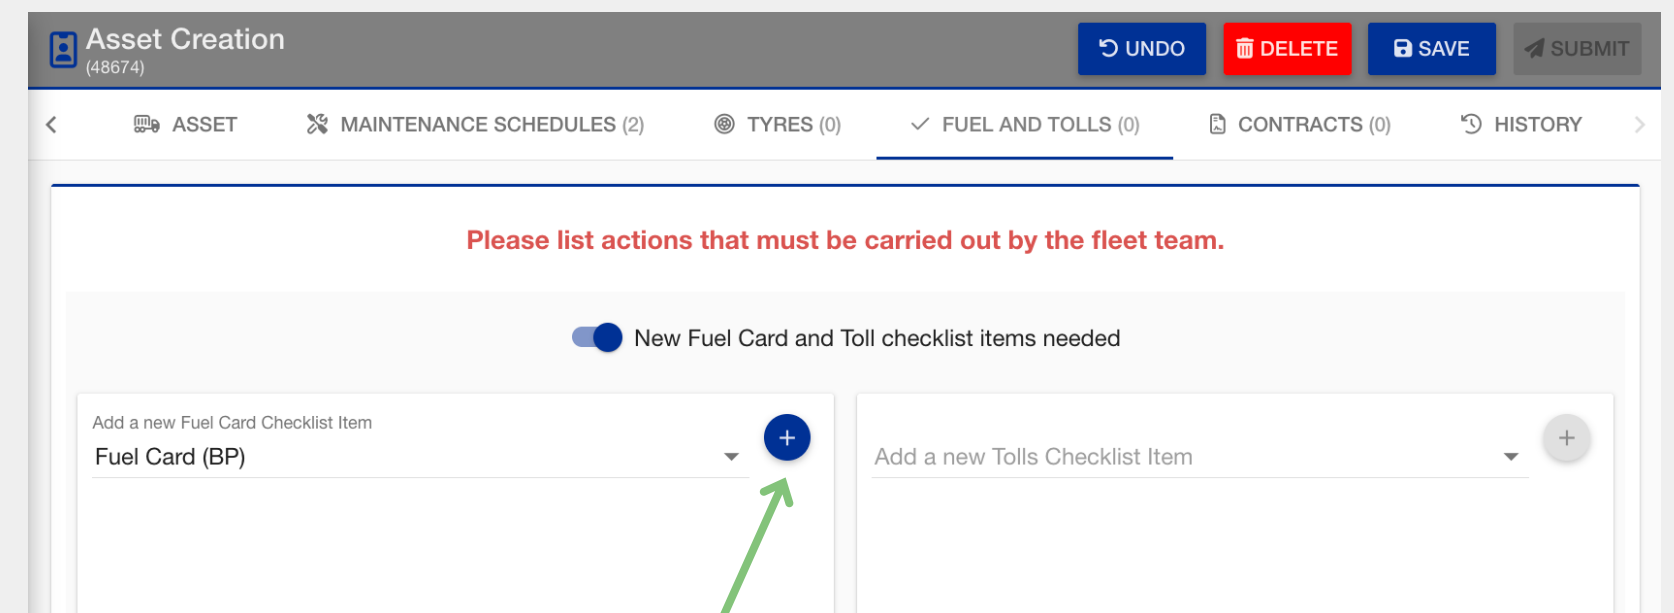 Asset Creation
(48674)
UNDO
DELETE
SAVE
SUBMIT
ASSET
MAINTENANCE SCHEDULES (2)
TYRES (0)
FUEL AND TOLLS (0)
CONTRACTS (0)
HISTORY
Please list actions that must be carried out by the fleet team.
New Fuel Card and Toll checklist items needed
Add a new Fuel Card Checklist Item
Fuel Card (BP)
Add a new Tolls Checklist Item